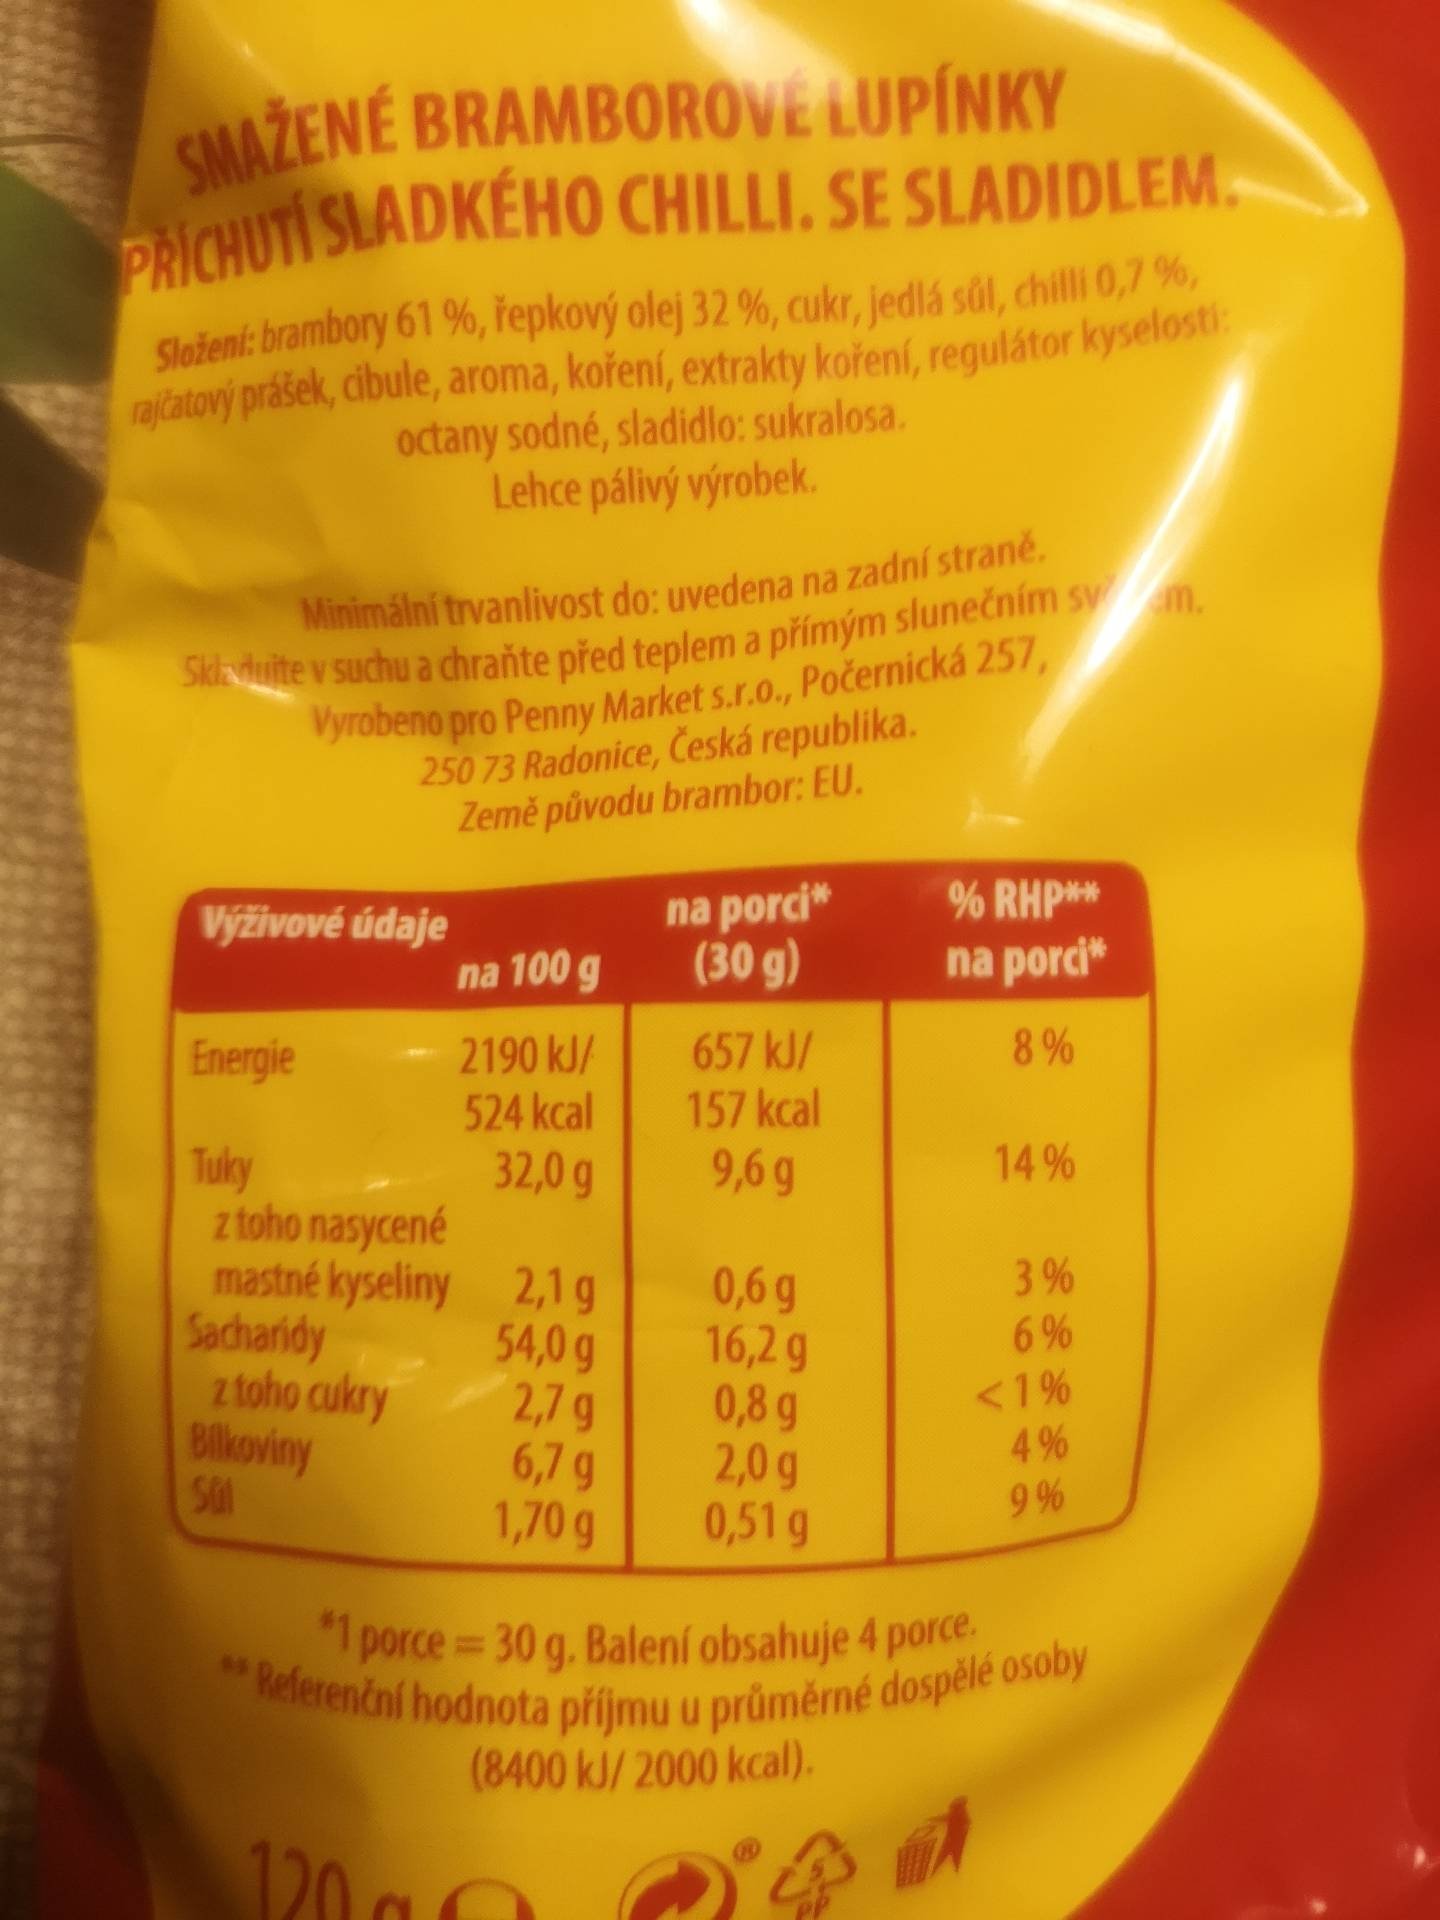 SMAŽENÉ BRAMBOROVÉ LUPÍNKY
PŘÍCHUTÍ SLADKÉHO CHILLI. SE SLADIDLEM.
Složení: brambory 61 %, řepkový olej 32 %, cukr, jedlá sůl, chilli 0,7 %,
rajčatový prášek, cibule, aroma, koření, extrakty koření, regulátor kyselosti:
octany sodné, sladidlo: sukralosa.
Lehce pálivý výrobek.
Minimální trvanlivost do: uvedena na zadní straně.
Skladujte v suchu a chraňte před teplem a přímým slunečním
Vyrobeno pro Penny Market s.r.o., Počernická 257,
250 73 Radonice, Česká republika.
Země původu brambor: EU.
Výživové údaje na 100 g na porci* (30 g) % RHP** na porci*
Energie 2190 kJ/ 657 kJ/ 8 %
524 kcal 157 kcal
Tuky 32,0 g 9,6 g 14 %
z toho nasycené
mastné kyseliny 2,1 g 0,6 g 3 %
Sacharidy 54,0 g 16,2 g 6 %
z toho cukry 2,7 g 0,8 g < 1 %
Bílkoviny 6,7 g 2,0 g 4 %
Sůl 1,70 g 0,51 g 9 %
*1 porce = 30 g. Balení obsahuje 4 porce.
** Referenční hodnota příjmu u průměrné dospělé osoby
(8400 kJ/ 2000 kcal).
120 g
®
5
PP